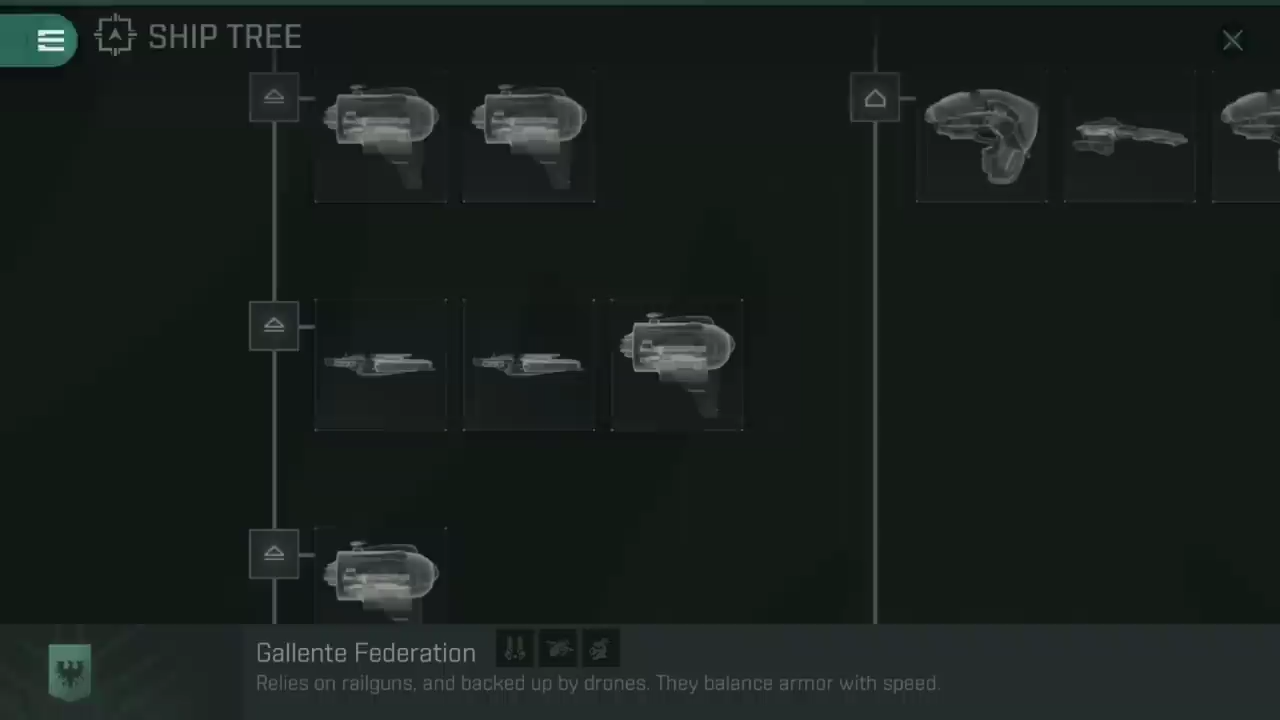 SHIP TREE
Gallente Federation
Relies on railguns, and backed up by drones. They balance armor with speed.